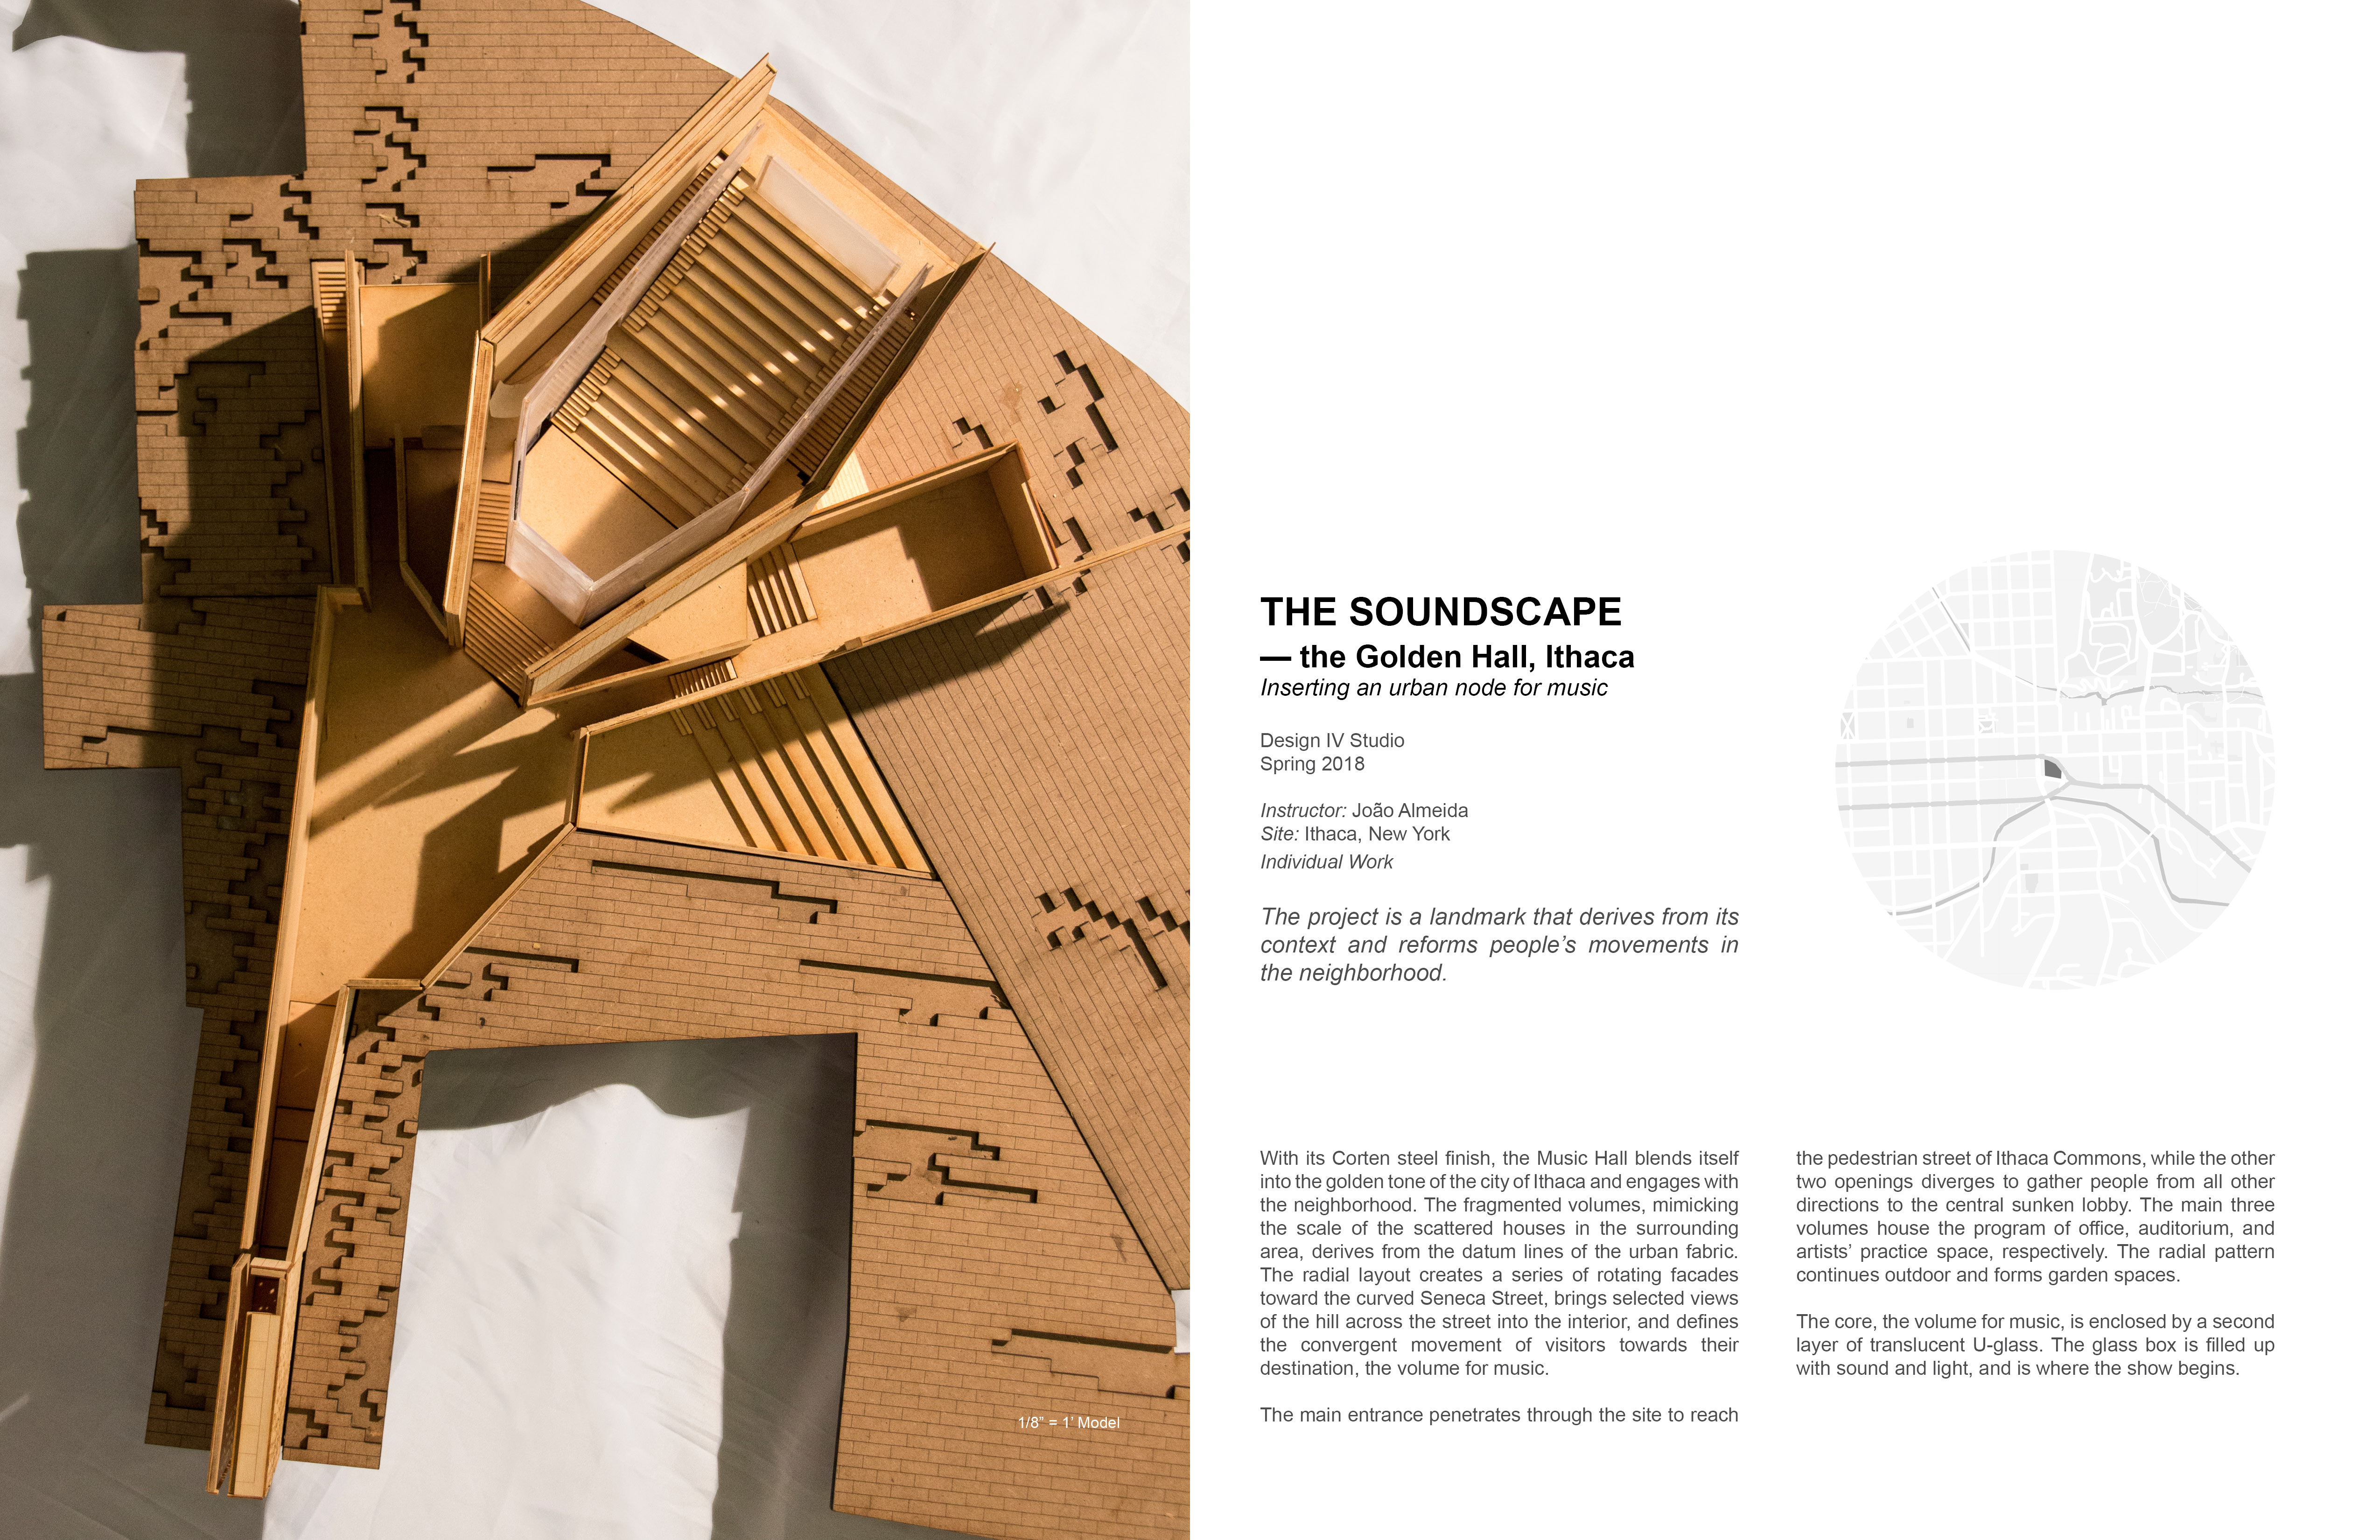 1/8” = 1’ Model
THE SOUNDSCAPE
— the Golden Hall, Ithaca
Inserting an urban node for music
Design IV Studio
Spring 2018
Instructor: João Almeida
Site: Ithaca, New York
Individual Work
The project is a landmark that derives from its
context and reforms people’s movements in
the neighborhood.
With its Corten steel finish, the Music Hall blends itself
into the golden tone of the city of Ithaca and engages with
the neighborhood. The fragmented volumes, mimicking
the scale of the scattered houses in the surrounding
area, derives from the datum lines of the urban fabric.
The radial layout creates a series of rotating facades
toward the curved Seneca Street, brings selected views
of the hill across the street into the interior, and defines
the convergent movement of visitors towards their
destination, the volume for music.
The main entrance penetrates through the site to reach
the pedestrian street of Ithaca Commons, while the other
two openings diverges to gather people from all other
directions to the central sunken lobby. The main three
volumes house the program of office, auditorium, and
artists’ practice space, respectively. The radial pattern
continues outdoor and forms garden spaces.
The core, the volume for music, is enclosed by a second
layer of translucent U-glass. The glass box is filled up
with sound and light, and is where the show begins.